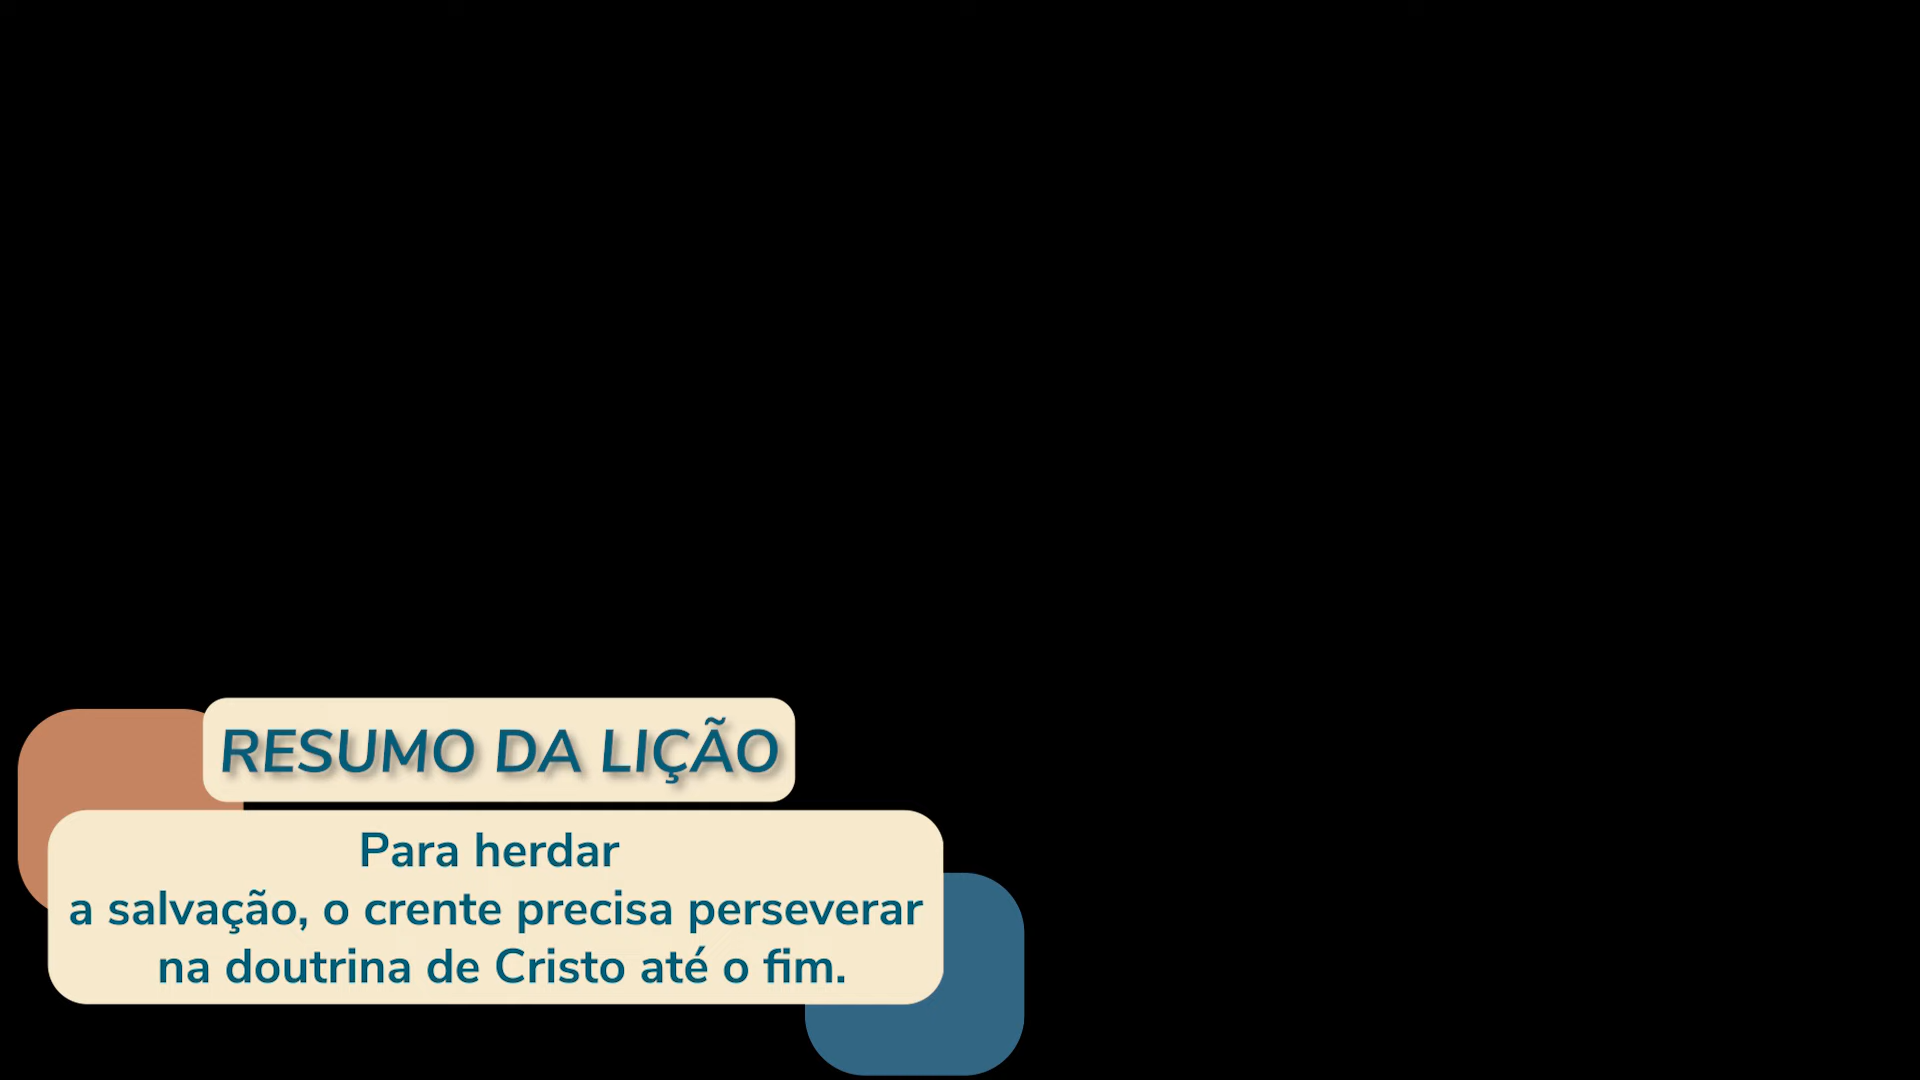 RESUMO DA LIÇÃO
Para herdar
a salvação, o crente precisa perseverar
na doutrina de Cristo até o fim.